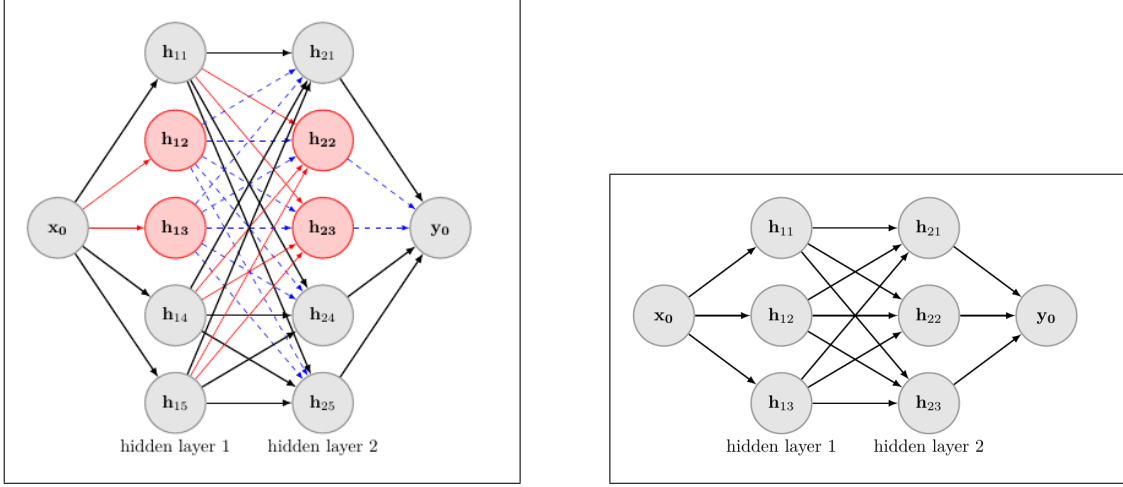 h₁₁ h₂₁
h₁₂ h₂₂
x₀ h₁₃ h₂₃ y₀
h₁₄ h₂₄
h₁₅ h₂₅
hidden layer 1 hidden layer 2
h₁₁ h₂₁
x₀ h₁₂ h₂₂ y₀
h₁₃ h₂₃
hidden layer 1 hidden layer 2